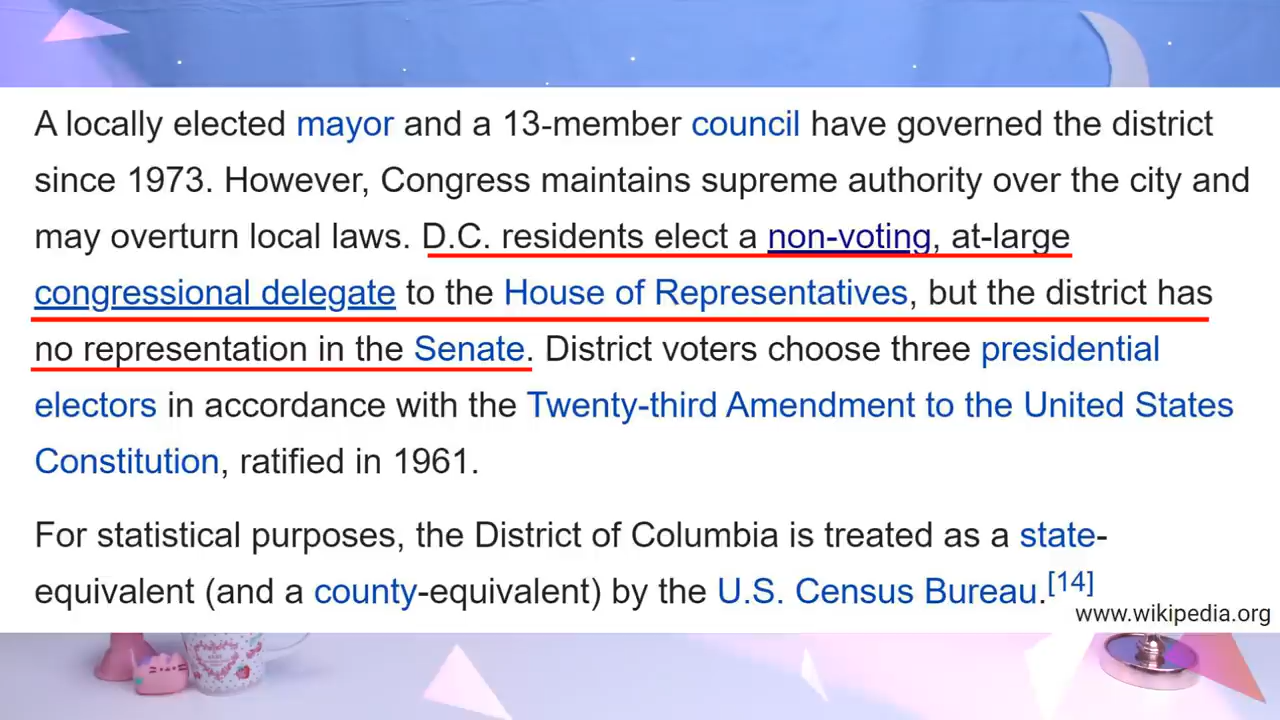 A locally elected mayor and a 13-member council have governed the district
since 1973. However, Congress maintains supreme authority over the city and
may overturn local laws. D.C. residents elect a non-voting, at-large
congressional delegate to the House of Representatives, but the district has
no representation in the Senate. District voters choose three presidential
electors in accordance with the Twenty-third Amendment to the United States
Constitution, ratified in 1961.
For statistical purposes, the District of Columbia is treated as a state-
equivalent (and a county-equivalent) by the U.S. Census Bureau.[14]
www.wikipedia.org